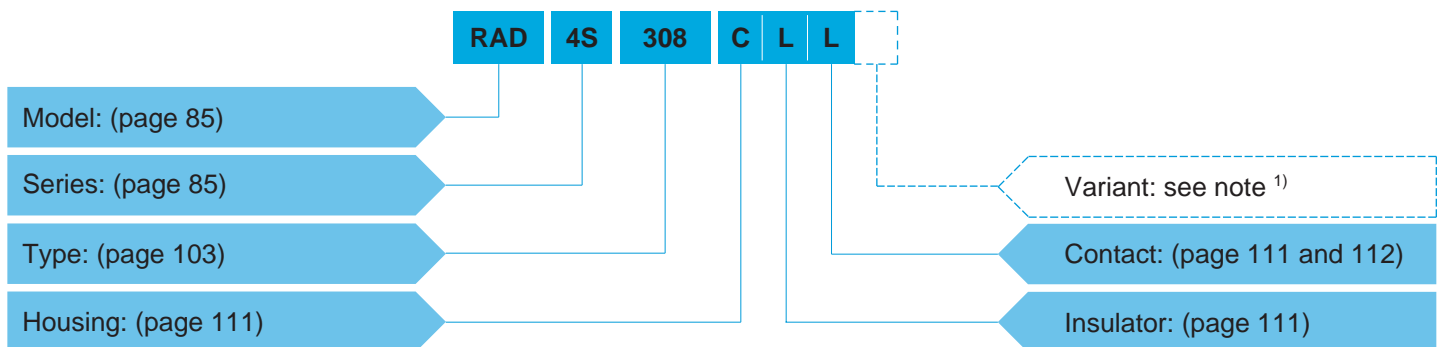 RAD 4S 308 C L L
Model: (page 85)
Series: (page 85)
Variant: see note 1)
Type: (page 103)
Contact: (page 111 and 112)
Housing: (page 111)
Insulator: (page 111)